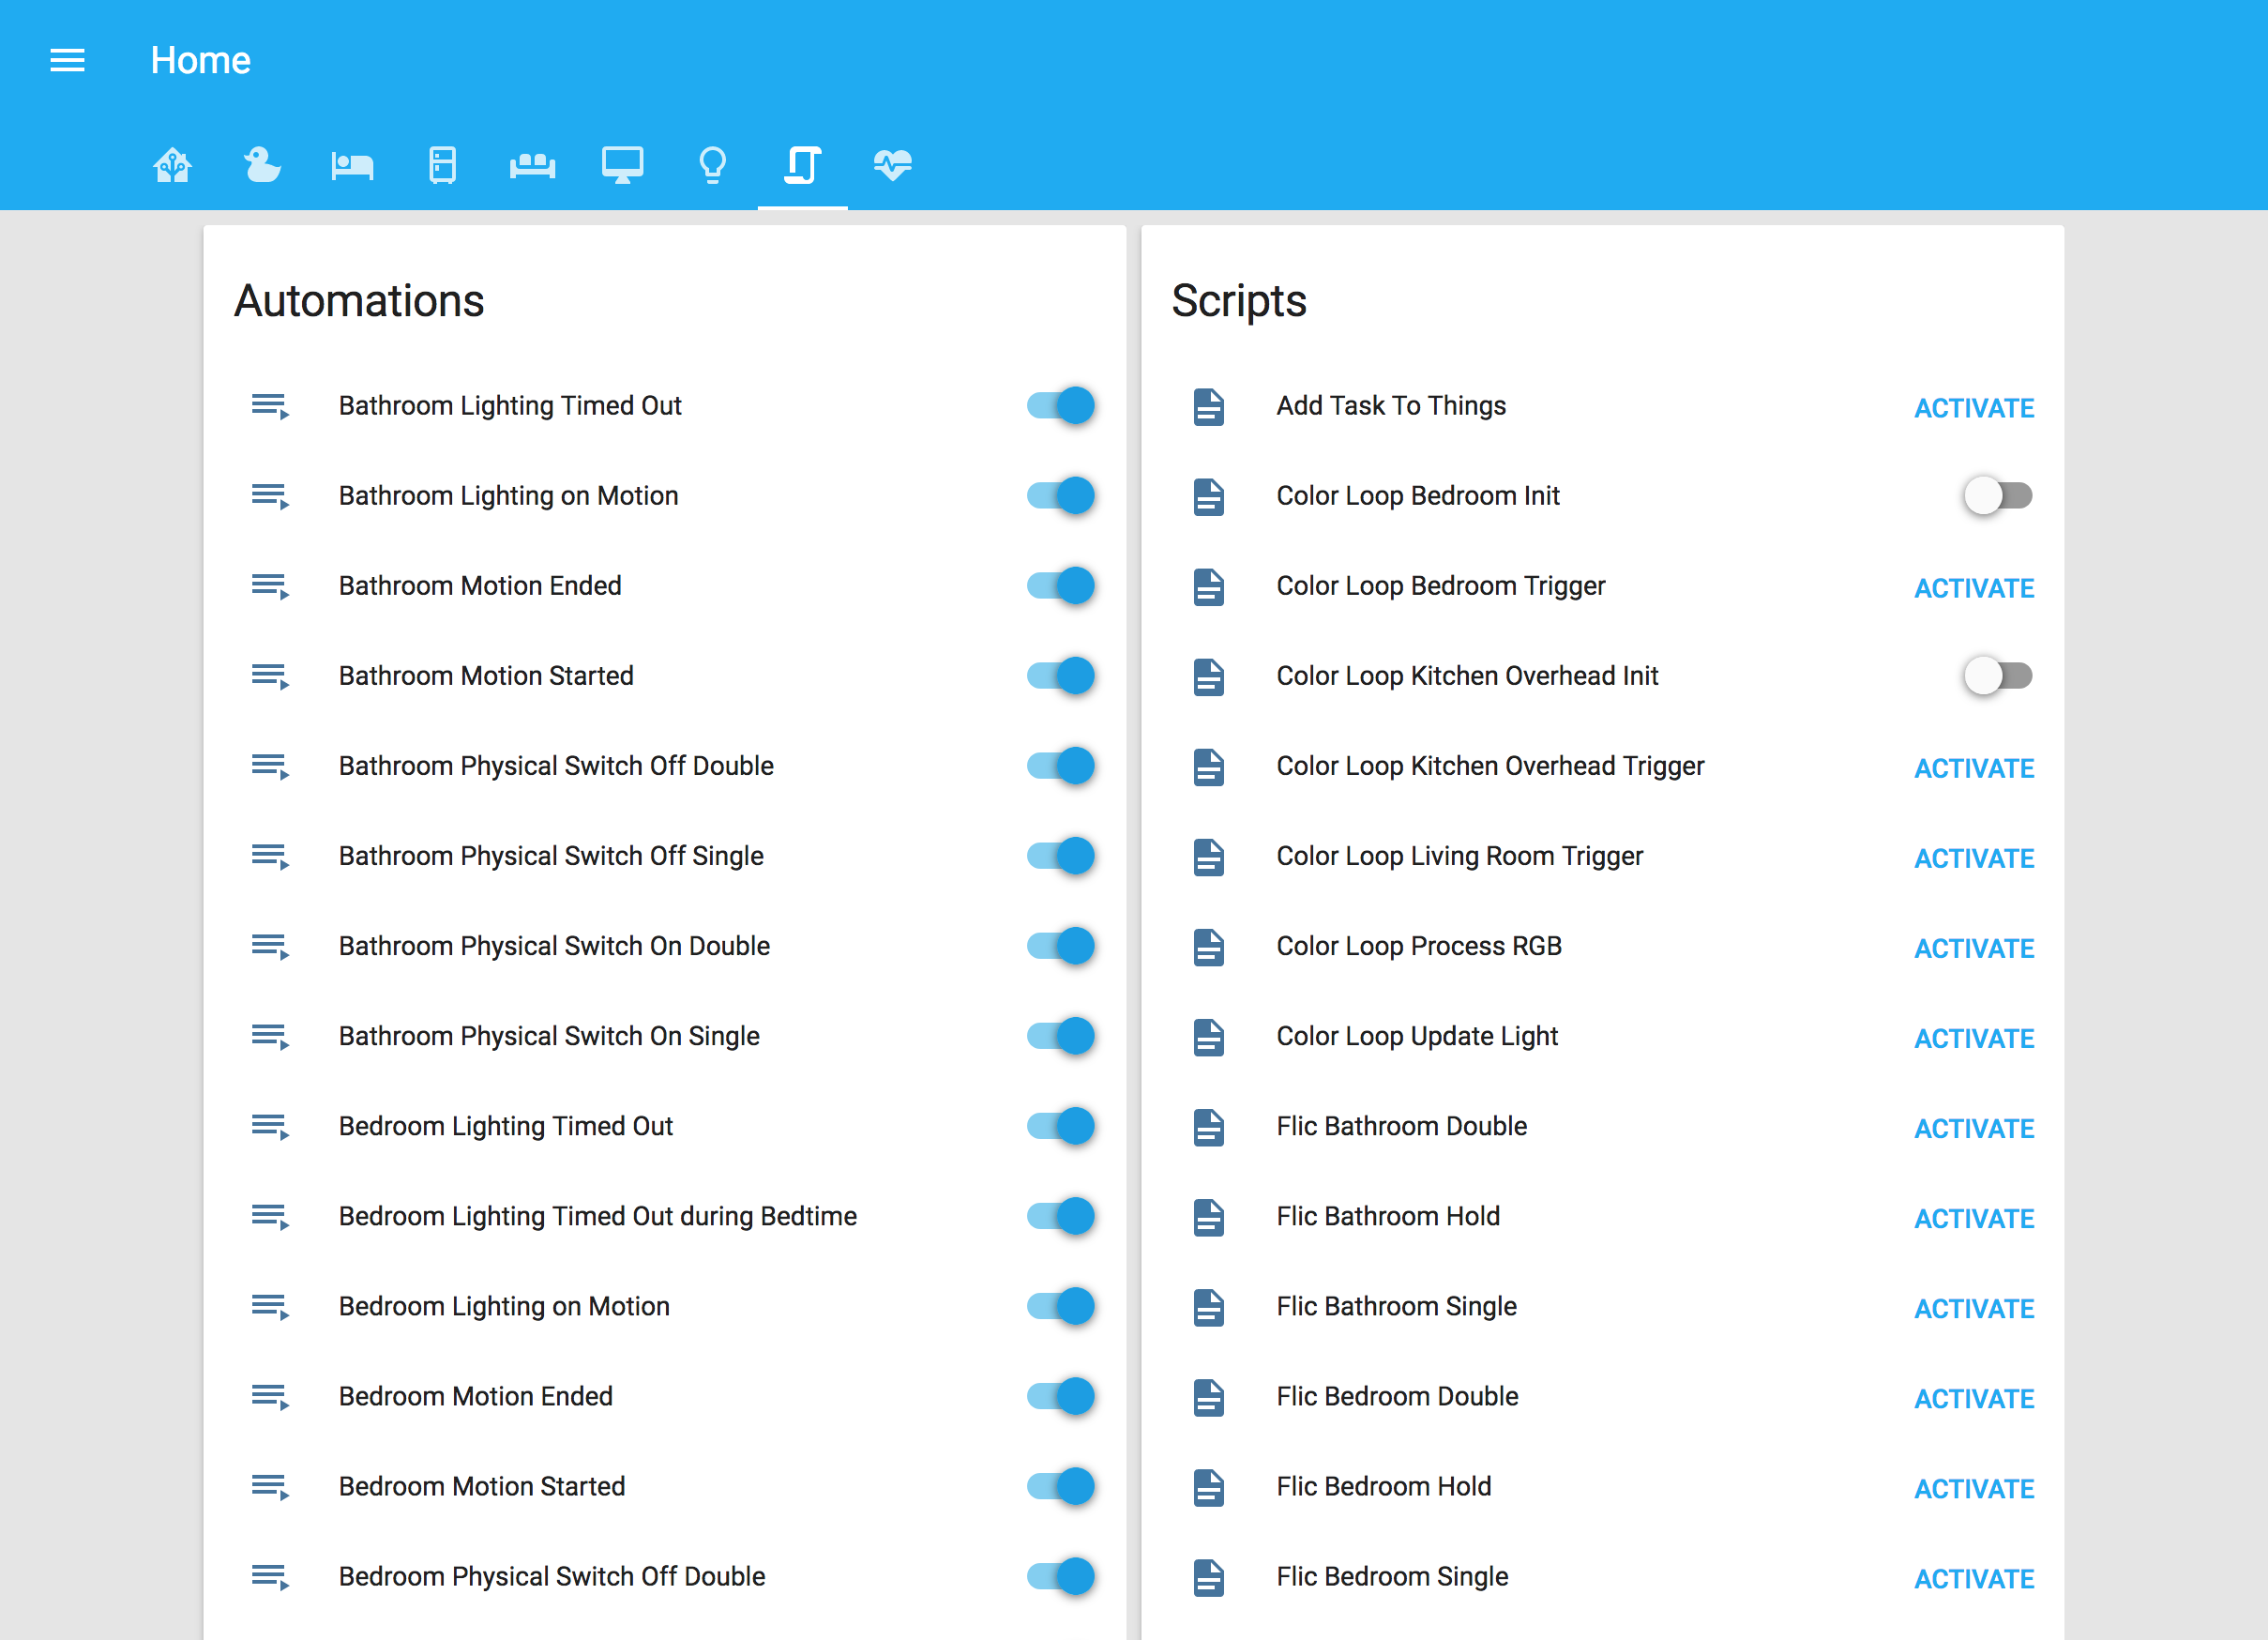 Home
Automations
Bathroom Lighting Timed Out
Bathroom Lighting on Motion
Bathroom Motion Ended
Bathroom Motion Started
Bathroom Physical Switch Off Double
Bathroom Physical Switch Off Single
Bathroom Physical Switch On Double
Bathroom Physical Switch On Single
Bedroom Lighting Timed Out
Bedroom Lighting Timed Out during Bedtime
Bedroom Lighting on Motion
Bedroom Motion Ended
Bedroom Motion Started
Bedroom Physical Switch Off Double
Scripts
Add Task To Things ACTIVATE
Color Loop Bedroom Init
Color Loop Bedroom Trigger ACTIVATE
Color Loop Kitchen Overhead Init
Color Loop Kitchen Overhead Trigger ACTIVATE
Color Loop Living Room Trigger ACTIVATE
Color Loop Process RGB ACTIVATE
Color Loop Update Light ACTIVATE
Flic Bathroom Double ACTIVATE
Flic Bathroom Hold ACTIVATE
Flic Bathroom Single ACTIVATE
Flic Bedroom Double ACTIVATE
Flic Bedroom Hold ACTIVATE
Flic Bedroom Single ACTIVATE